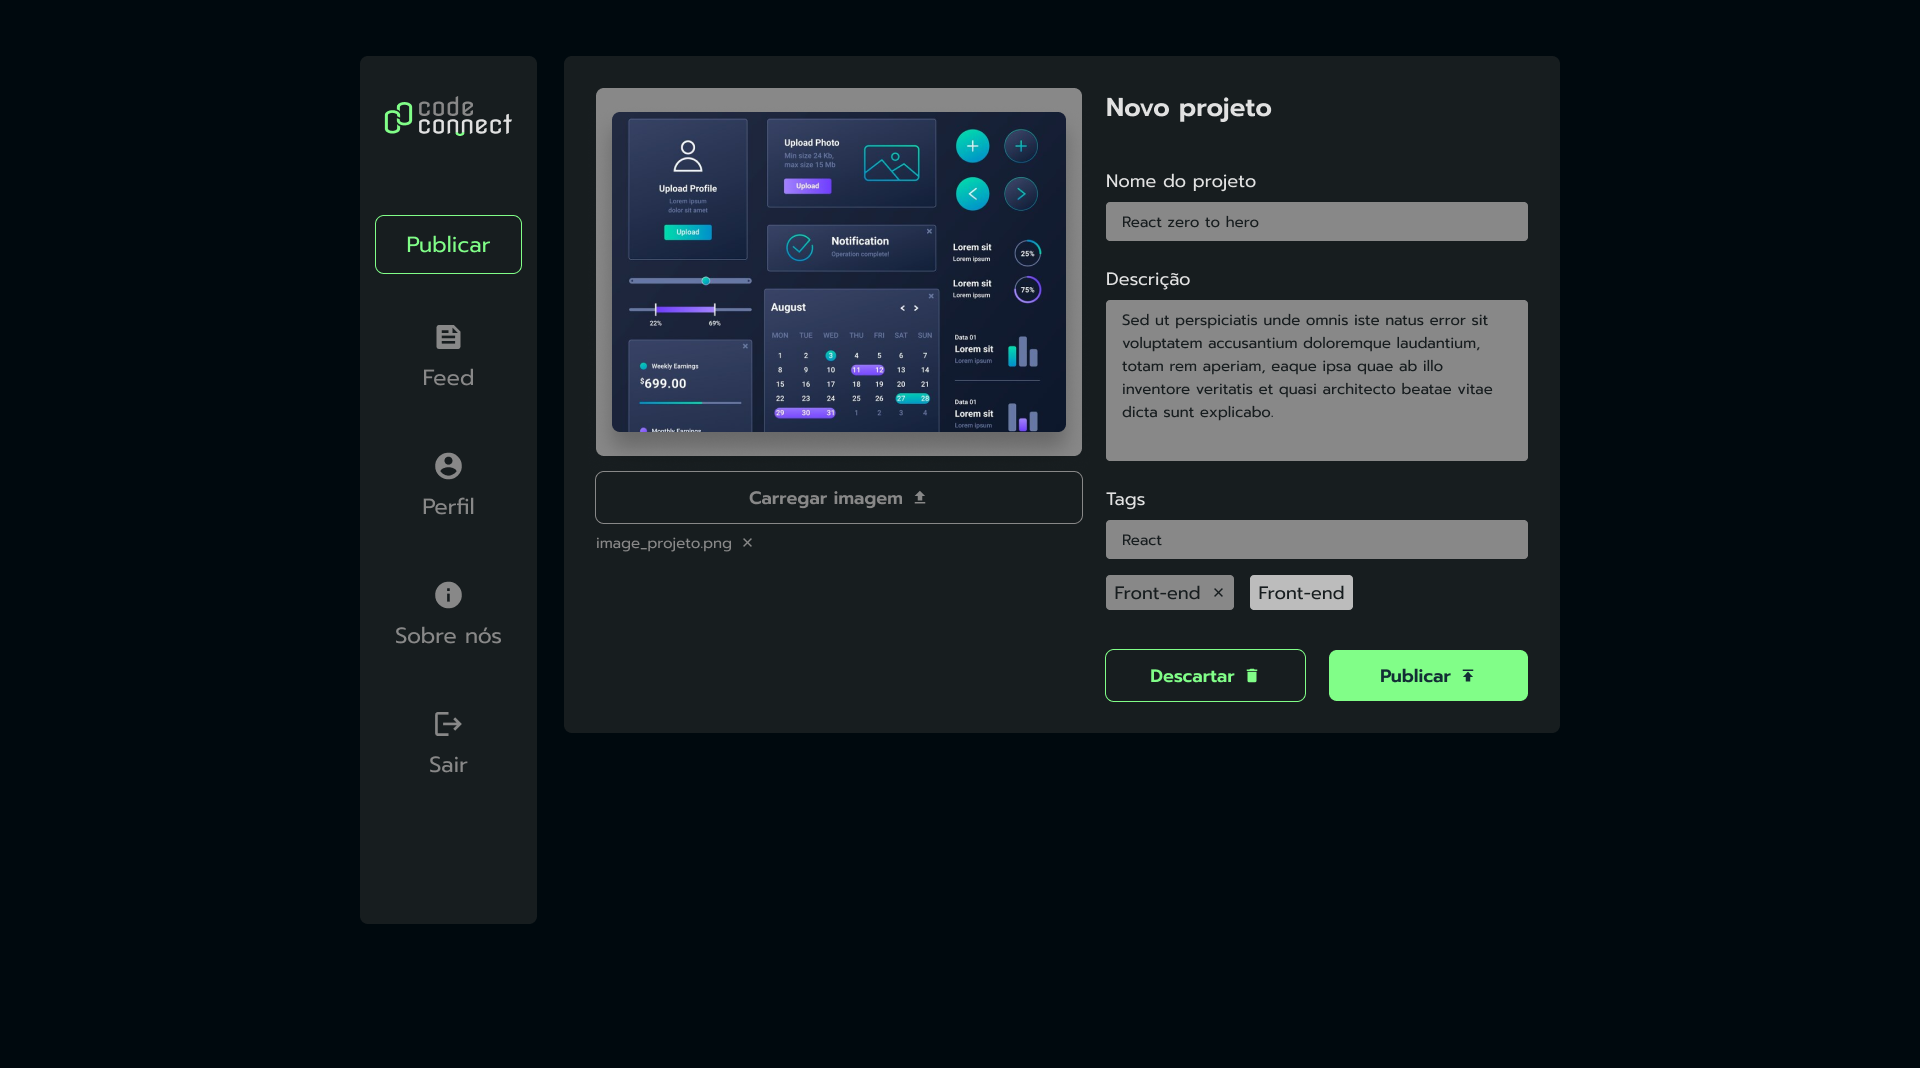 code
connect
Publicar
Feed
Perfil
Sobre nós
Sair
Upload Profile
Lorem ipsum
dolor sit amet
Upload
22% 69%
Weekly Earnings
$699.00
Monthly Earnings
Upload Photo
Min size 24 Kb,
max size 15 Mb
Upload
Notification
Operation complete!
August < >
MON TUE WED THU FRI SAT SUN
1 2 3 4 5 6 7
8 9 10 11 12 13 14
15 16 17 18 19 20 21
22 23 24 25 26 27 28
29 30 31 1 2 3 4
Lorem sit
Lorem ipsum
25%
Lorem sit
Lorem ipsum
75%
Data 01
Lorem sit
Lorem ipsum
Data 01
Lorem sit
Lorem ipsum
Carregar imagem
image_projeto.png
Novo projeto
Nome do projeto
React zero to hero
Descrição
Sed ut perspiciatis unde omnis iste natus error sit
voluptatem accusantium doloremque laudantium,
totam rem aperiam, eaque ipsa quae ab illo
inventore veritatis et quasi architecto beatae vitae
dicta sunt explicabo.
Tags
React
Front-end Front-end
Descartar Publicar